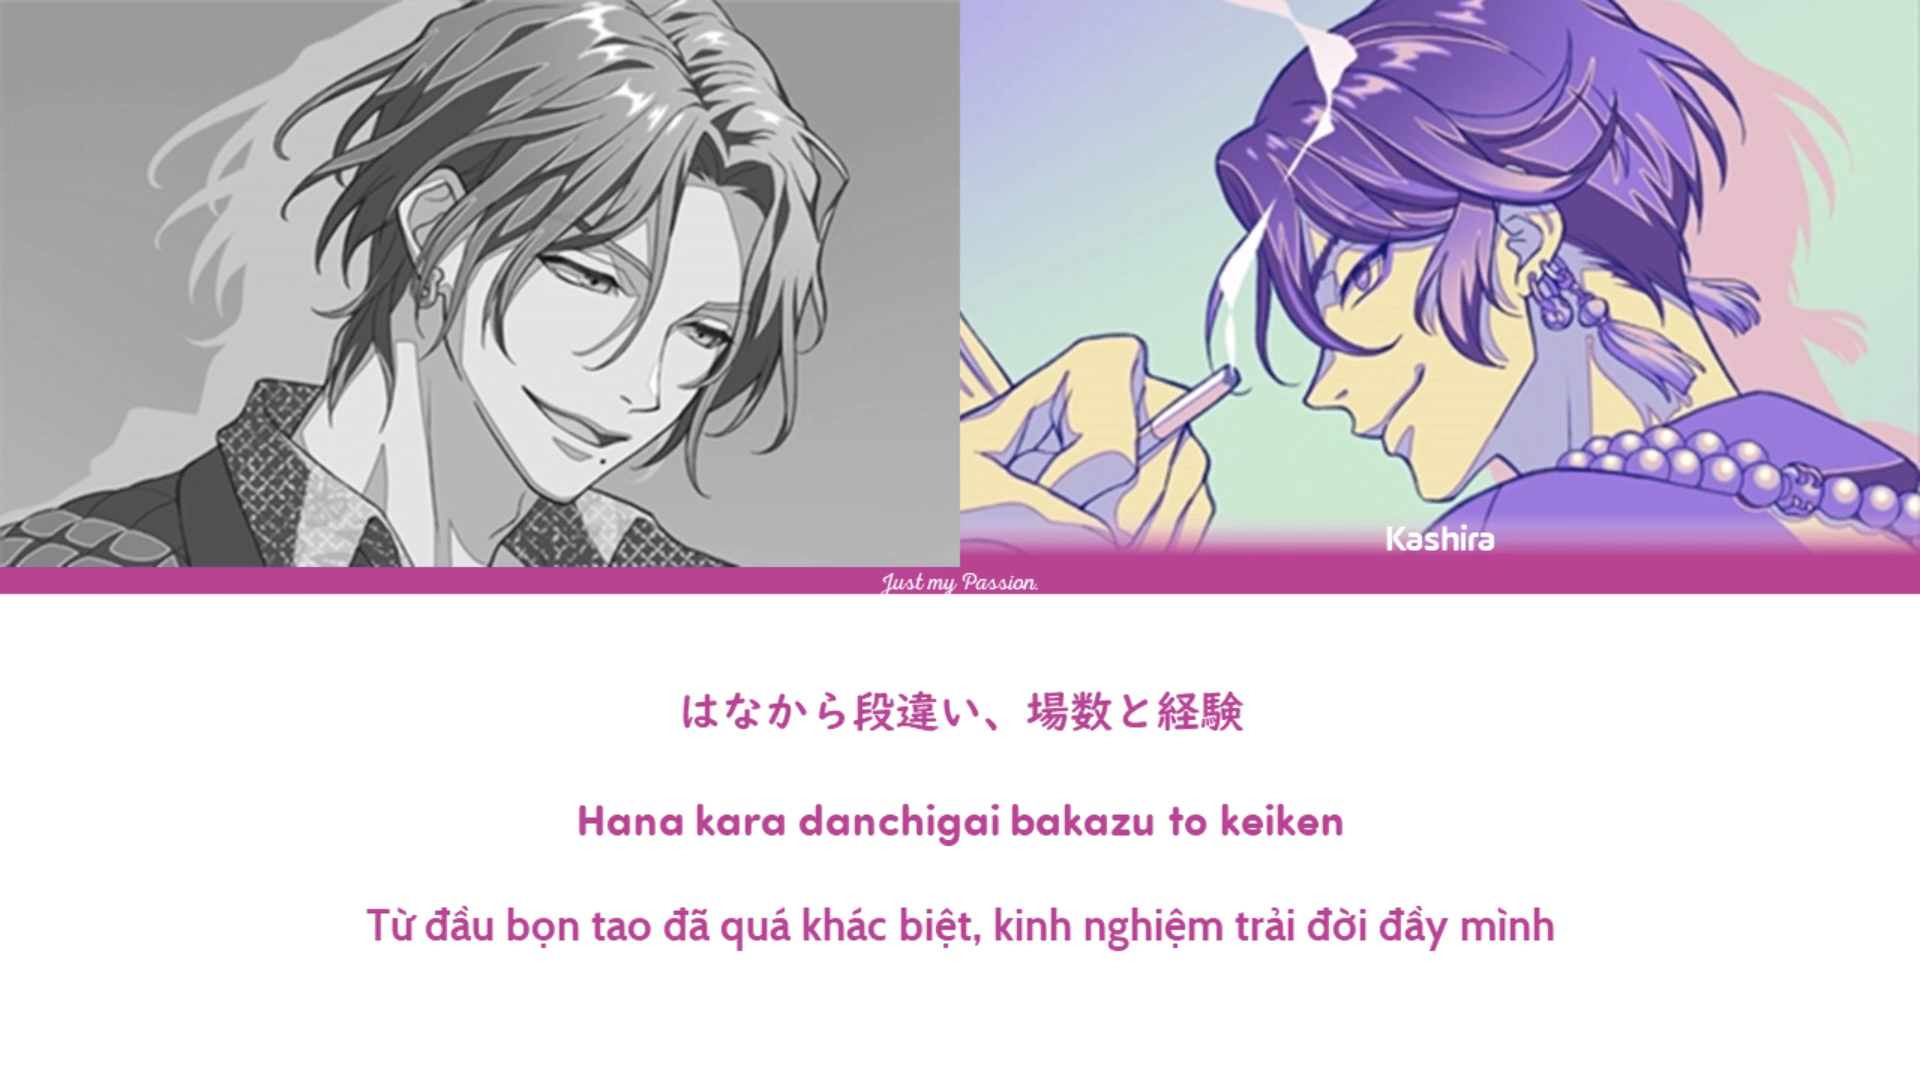 Kashira
Just my Passion.
はなから段違い、場数と経験
Hana kara danchigai bakazu to keiken
Từ đầu bọn tao đã quá khác biệt, kinh nghiệm trải đời đầy mình